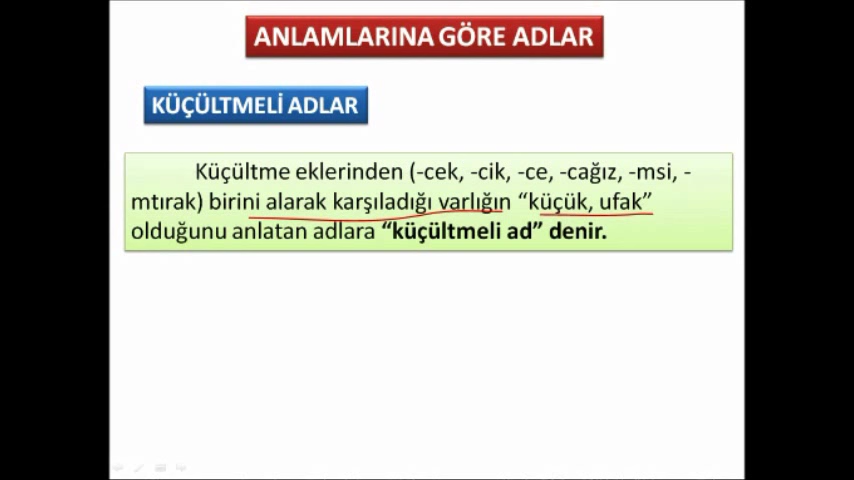 ANLAMLARINA GÖRE ADLAR
KÜÇÜLTMELİ ADLAR
Küçültme eklerinden (-cek, -cik, -ce, -cağız, -msi, -
mtırak) birini alarak karşıladığı varlığın “küçük, ufak”
olduğunu anlatan adlara “küçültmeli ad” denir.